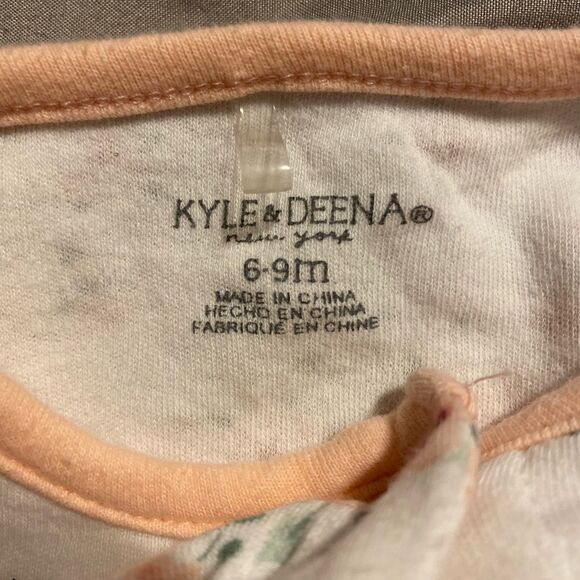 KYLE & DEENA®
new york
6-9m
MADE IN CHINA
HECHO EN CHINA
FABRIQUÉ EN CHINE